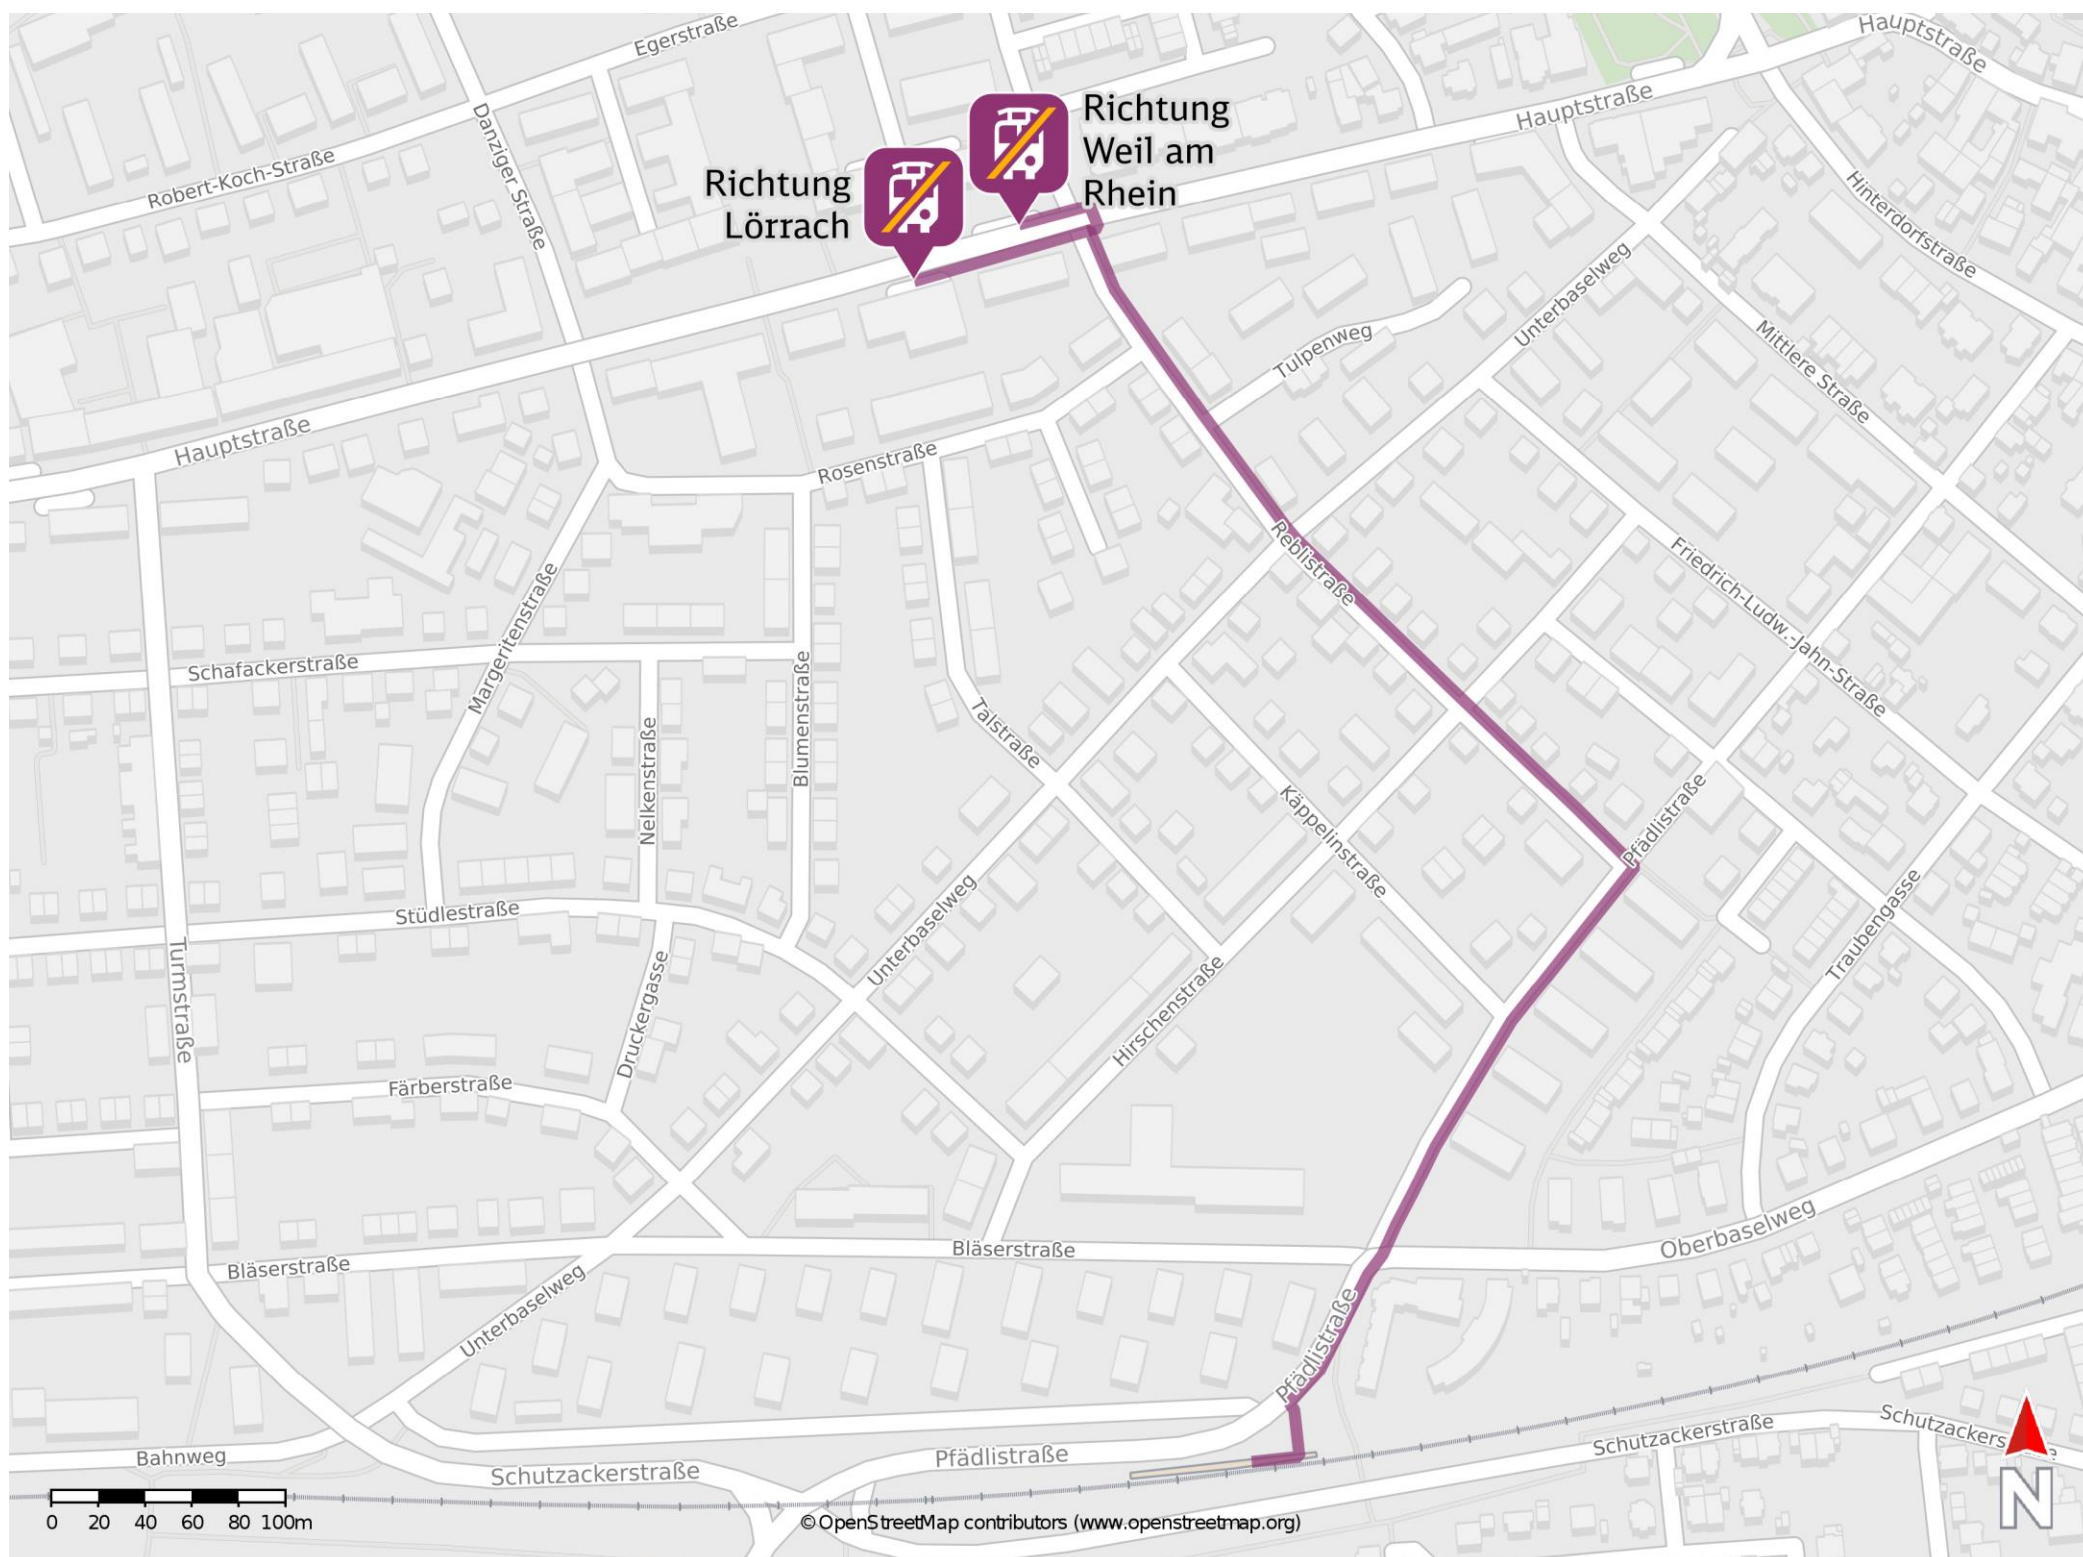 Egerstraße
Hauptstraße
Richtung
Weil am
Rhein
Hauptstraße
Danziger Straße
Robert-Koch-Straße
Richtung
Lörrach
Hinterdorfstraße
Unterbaselweg
Tulpenweg
Mittlere Straße
Hauptstraße
Rosenstraße
Reblistraße
Friedrich-Ludw.-Jahn-Straße
Margeritenstraße
Schafackerstraße
Blumenstraße
Nelkenstraße
Talstraße
Käppelinstraße
Pfädlistraße
Stüdlestraße
Unterbaselweg
Traubengasse
Turmstraße
Druckergasse
Hirschenstraße
Färberstraße
Bläserstraße
Bläserstraße
Oberbaselweg
Unterbaselweg
Pfädlistraße
Bahnweg
Schutzackerstraße
Pfädlistraße
Schutzackerstraße
Schutzackers
e
N
0 20 40 60 80 100m
© OpenStreetMap contributors (www.openstreetmap.org)